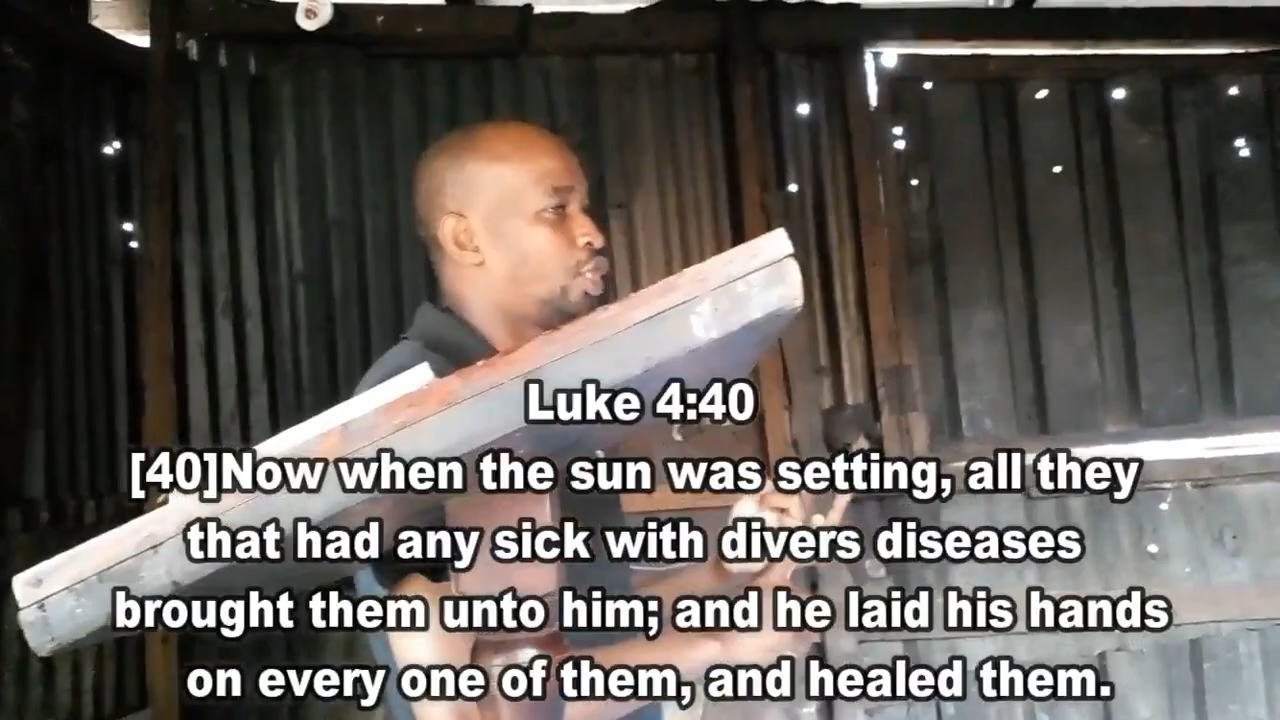 Luke 4:40
[40]Now when the sun was setting, all they
that had any sick with divers diseases
brought them unto him; and he laid his hands
on every one of them, and healed them.